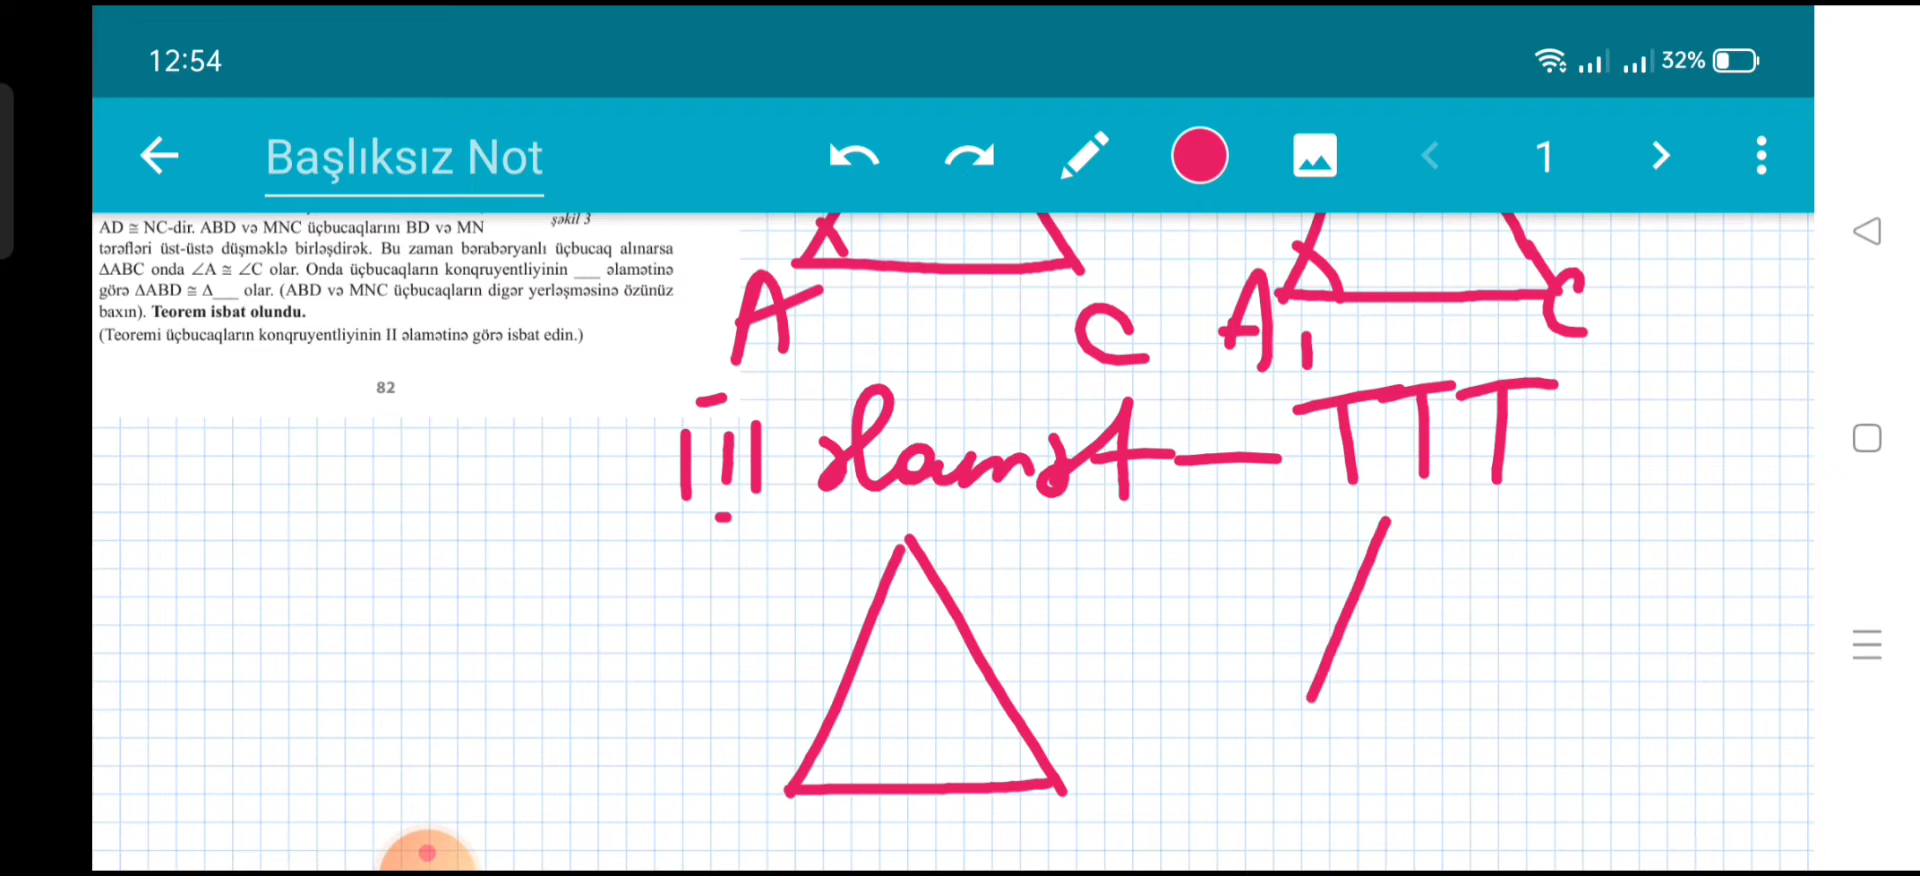 12:54
32%
Başlıksız Not
1
AD ≅ NC-dir. ABD və MNC üçbucaqlarını BD və MN
şəkil 3
tərəfləri üst-üstə düşməklə birləşdirək. Bu zaman bərabəryanlı üçbucaq alınarsa
ΔABC onda ∠A ≅ ∠C olar. Onda üçbucaqların konqruyentliyinin ___ əlamətinə
görə ΔABD ≅ Δ___ olar. (ABD və MNC üçbucaqların digər yerləşməsinə özünüz
baxın). Teorem isbat olundu.
(Teoremi üçbucaqların konqruyentliyinin II əlamətinə görə isbat edin.)
82
A C A₁ C
III əlamət — TTT